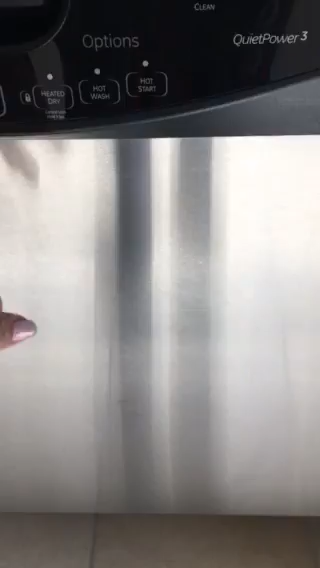 CLEAN
Options
QuietPower 3
HEATED
DRY
HOT
WASH
HOT
START